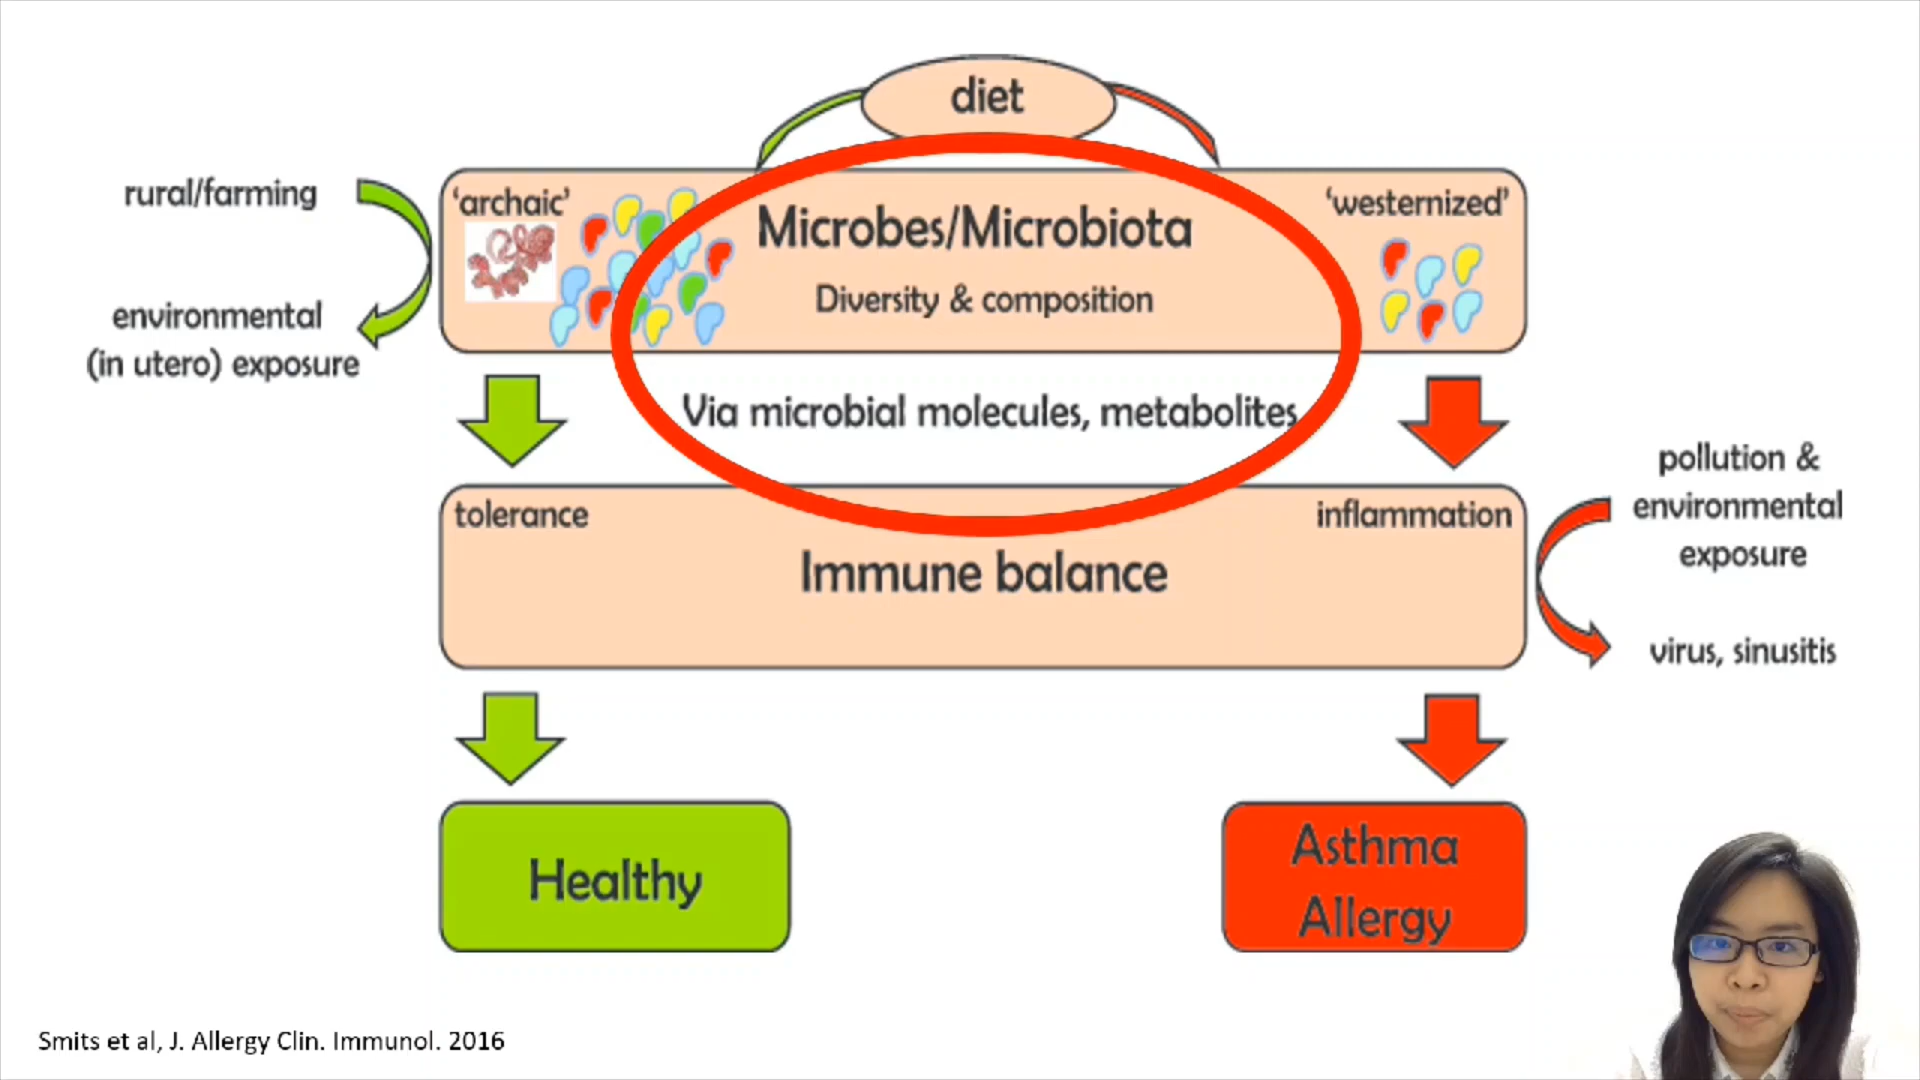 diet
rural/farming
'archaic'
Microbes/Microbiota
'westernized'
Diversity & composition
environmental
(in utero) exposure
Via microbial molecules, metabolites
pollution &
environmental
exposure
tolerance
inflammation
Immune balance
virus, sinusitis
Healthy
Asthma
Allergy
Smits et al, J. Allergy Clin. Immunol. 2016